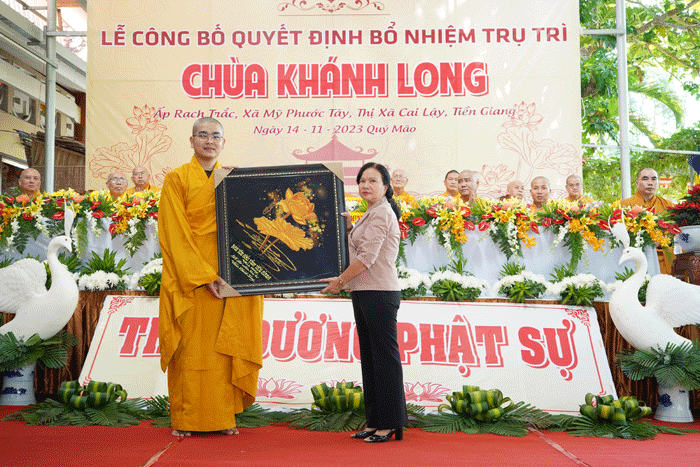 LỄ CÔNG BỐ QUYẾT ĐỊNH BỔ NHIỆM TRỤ TRÌ
CHÙA KHÁNH LONG
Ấp Rạch Trắc, Xã Mỹ Phước Tây, Thị Xã Cai Lậy, Tiền Giang
Ngày 14 - 11 - 2023 Quý Mão
ƯƠNG PHẬT SỰ